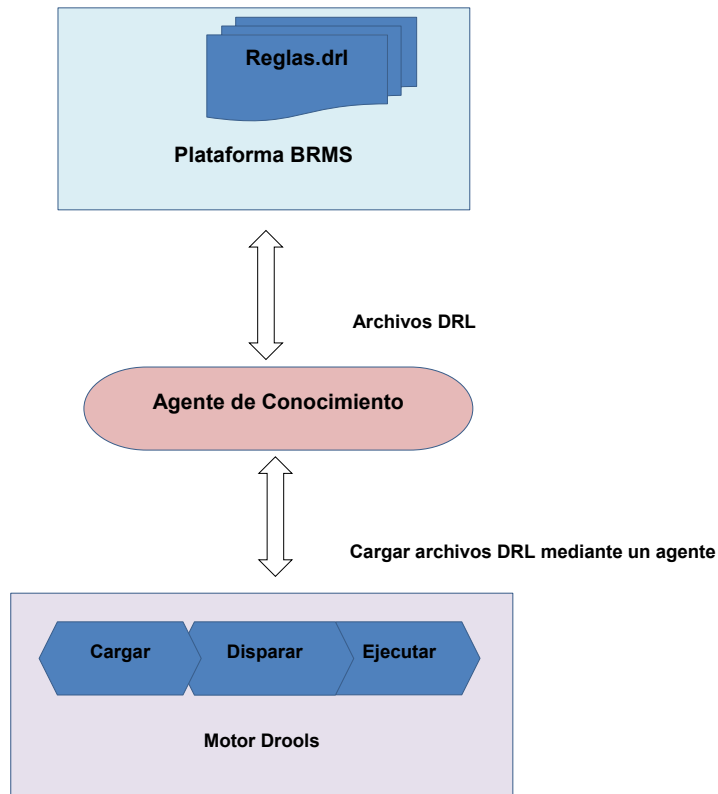 Reglas.drl
Plataforma BRMS
Archivos DRL
Agente de Conocimiento
Cargar archivos DRL mediante un agente
Cargar
Disparar
Ejecutar
Motor Drools